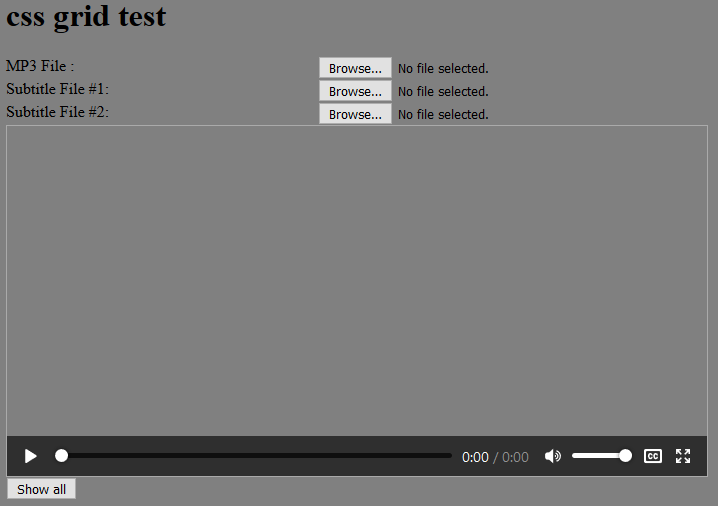 css grid test
MP3 File : Browse... No file selected.
Subtitle File #1: Browse... No file selected.
Subtitle File #2: Browse... No file selected.
0:00 / 0:00 CC
Show all